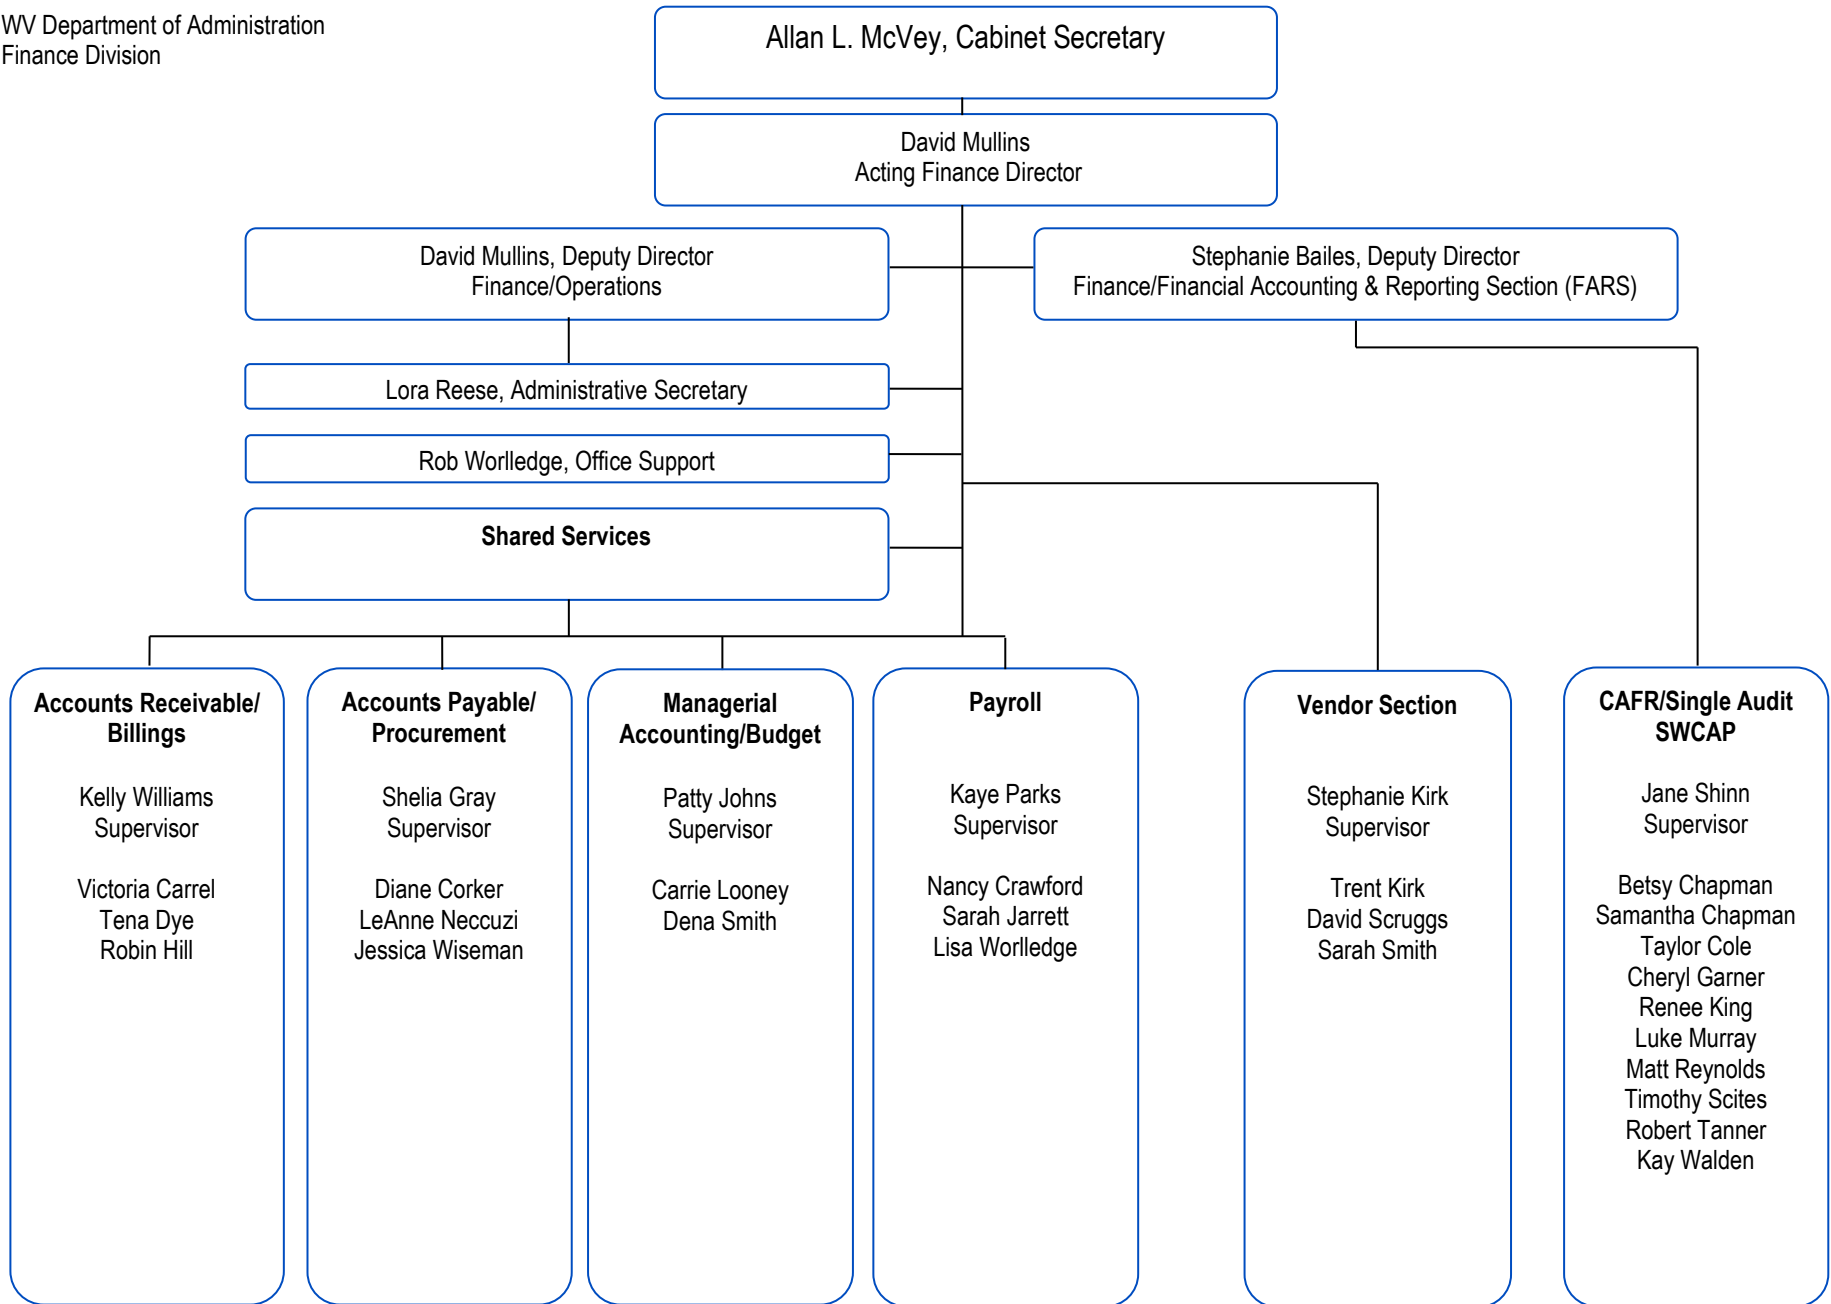 WV Department of Administration
Finance Division
Allan L. McVey, Cabinet Secretary
David Mullins
Acting Finance Director
David Mullins, Deputy Director
Finance/Operations
Stephanie Bailes, Deputy Director
Finance/Financial Accounting & Reporting Section (FARS)
Lora Reese, Administrative Secretary
Rob Worlledge, Office Support
Shared Services
Accounts Receivable/
Billings
Kelly Williams
Supervisor
Victoria Carrel
Tena Dye
Robin Hill
Accounts Payable/
Procurement
Shelia Gray
Supervisor
Diane Corker
LeAnne Neccuzi
Jessica Wiseman
Managerial
Accounting/Budget
Patty Johns
Supervisor
Carrie Looney
Dena Smith
Payroll
Kaye Parks
Supervisor
Nancy Crawford
Sarah Jarrett
Lisa Worlledge
Vendor Section
Stephanie Kirk
Supervisor
Trent Kirk
David Scruggs
Sarah Smith
CAFR/Single Audit
SWCAP
Jane Shinn
Supervisor
Betsy Chapman
Samantha Chapman
Taylor Cole
Cheryl Garner
Renee King
Luke Murray
Matt Reynolds
Timothy Scites
Robert Tanner
Kay Walden